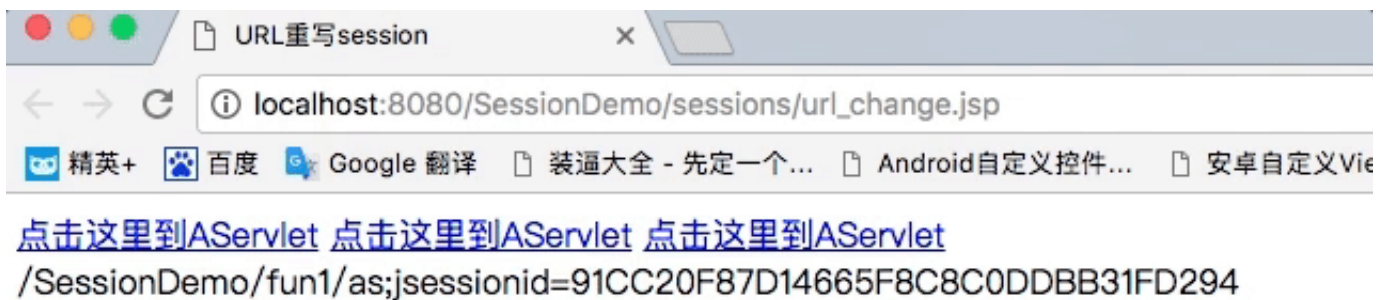 URL重写session
localhost:8080/SessionDemo/sessions/url_change.jsp
精英+ 百度 Google 翻译 装逼大全 - 先定一个... Android自定义控件... 安卓自定义Vie
点击这里到AServlet 点击这里到AServlet 点击这里到AServlet
/SessionDemo/fun1/as;jsessionid=91CC20F87D14665F8C8C0DDBB31FD294